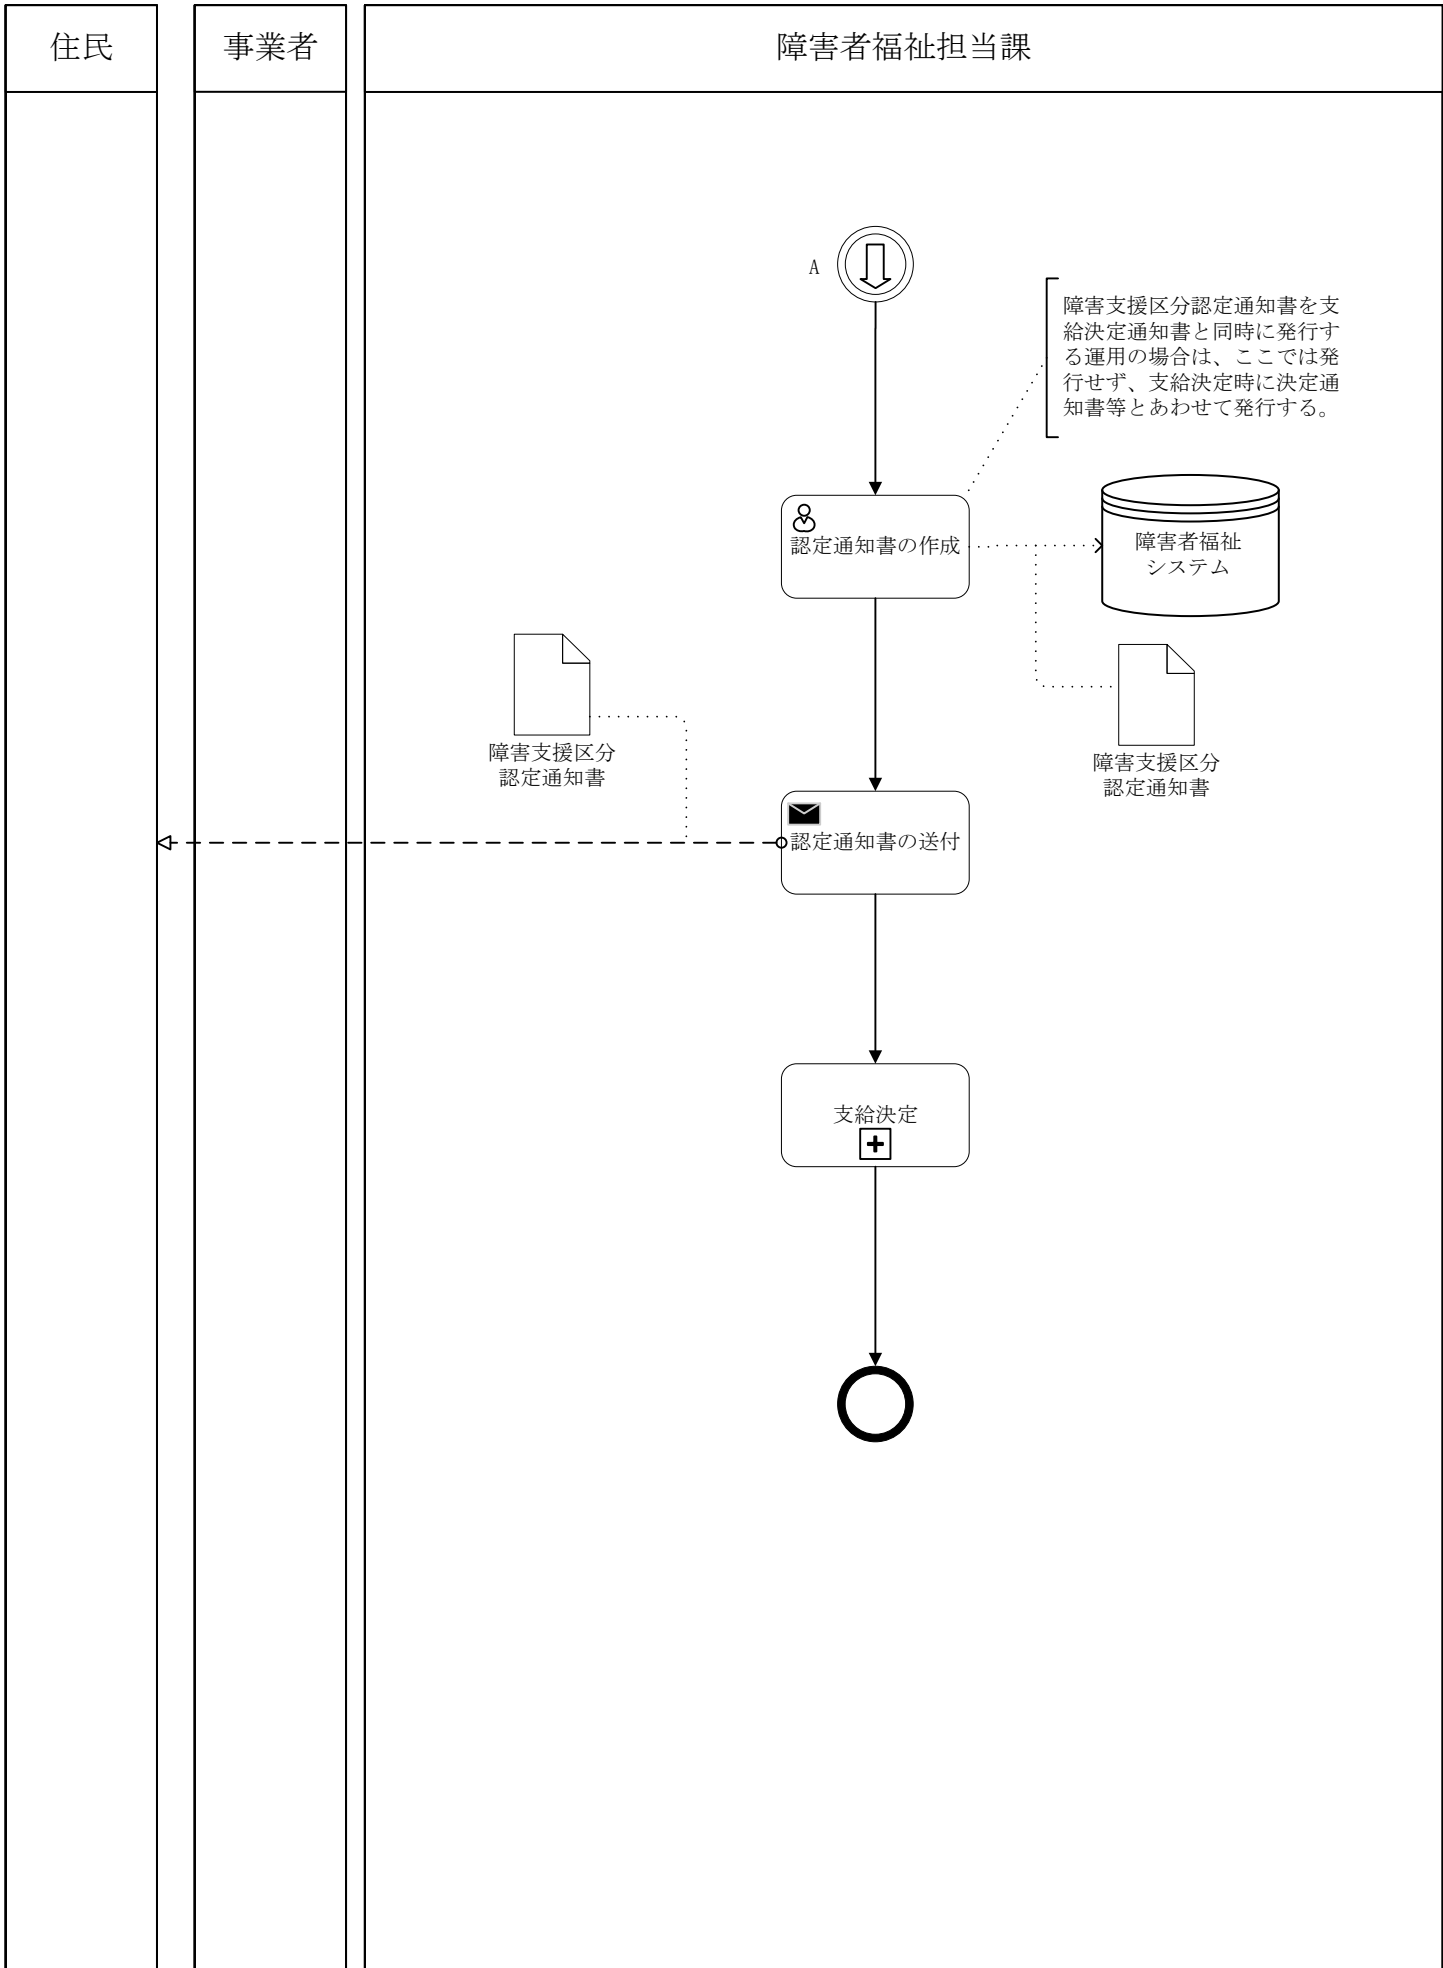 住民
事業者
障害者福祉担当課
A
障害支援区分認定通知書を支
給決定通知書と同時に発行す
る運用の場合は、ここでは発
行せず、支給決定時に決定通
知書等とあわせて発行する。
認定通知書の作成
障害者福祉
システム
障害支援区分
認定通知書
障害支援区分
認定通知書
認定通知書の送付
支給決定